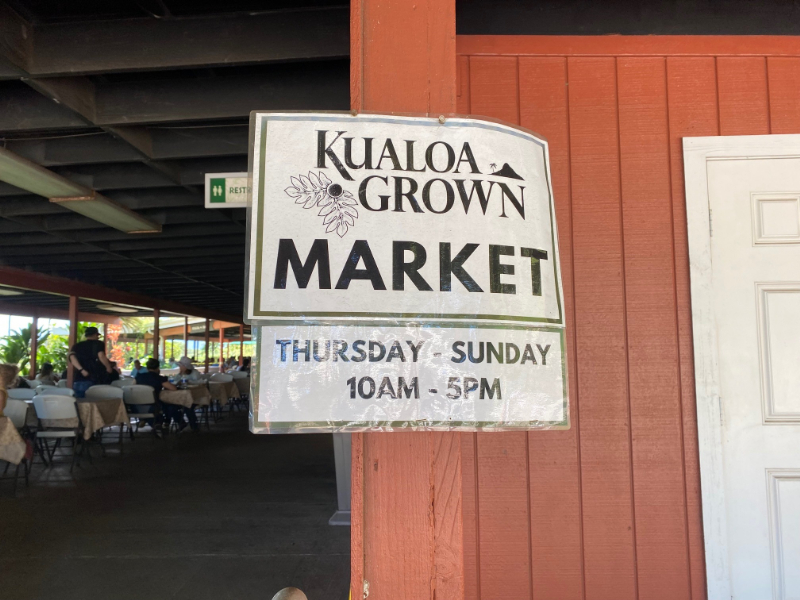 KUALOA
GROWN
MARKET
THURSDAY - SUNDAY
10AM - 5PM